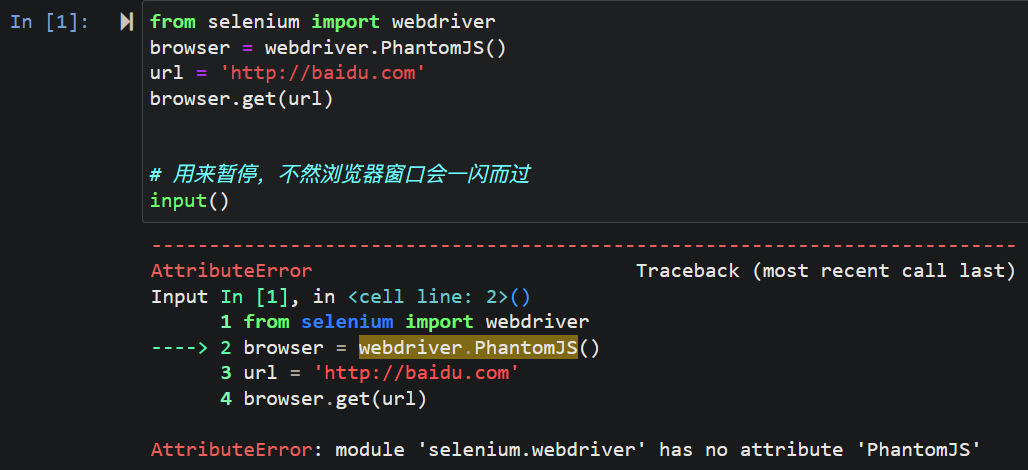 In [1]:
from selenium import webdriver
browser = webdriver.PhantomJS()
url = 'http://baidu.com'
browser.get(url)
# 用来暂停，不然浏览器窗口会一闪而过
input()
---------------------------------------------------------------------------
AttributeError                            Traceback (most recent call last)
Input In [1], in <cell line: 2>()
      1 from selenium import webdriver
----> 2 browser = webdriver.PhantomJS()
      3 url = 'http://baidu.com'
      4 browser.get(url)
AttributeError: module 'selenium.webdriver' has no attribute 'PhantomJS'